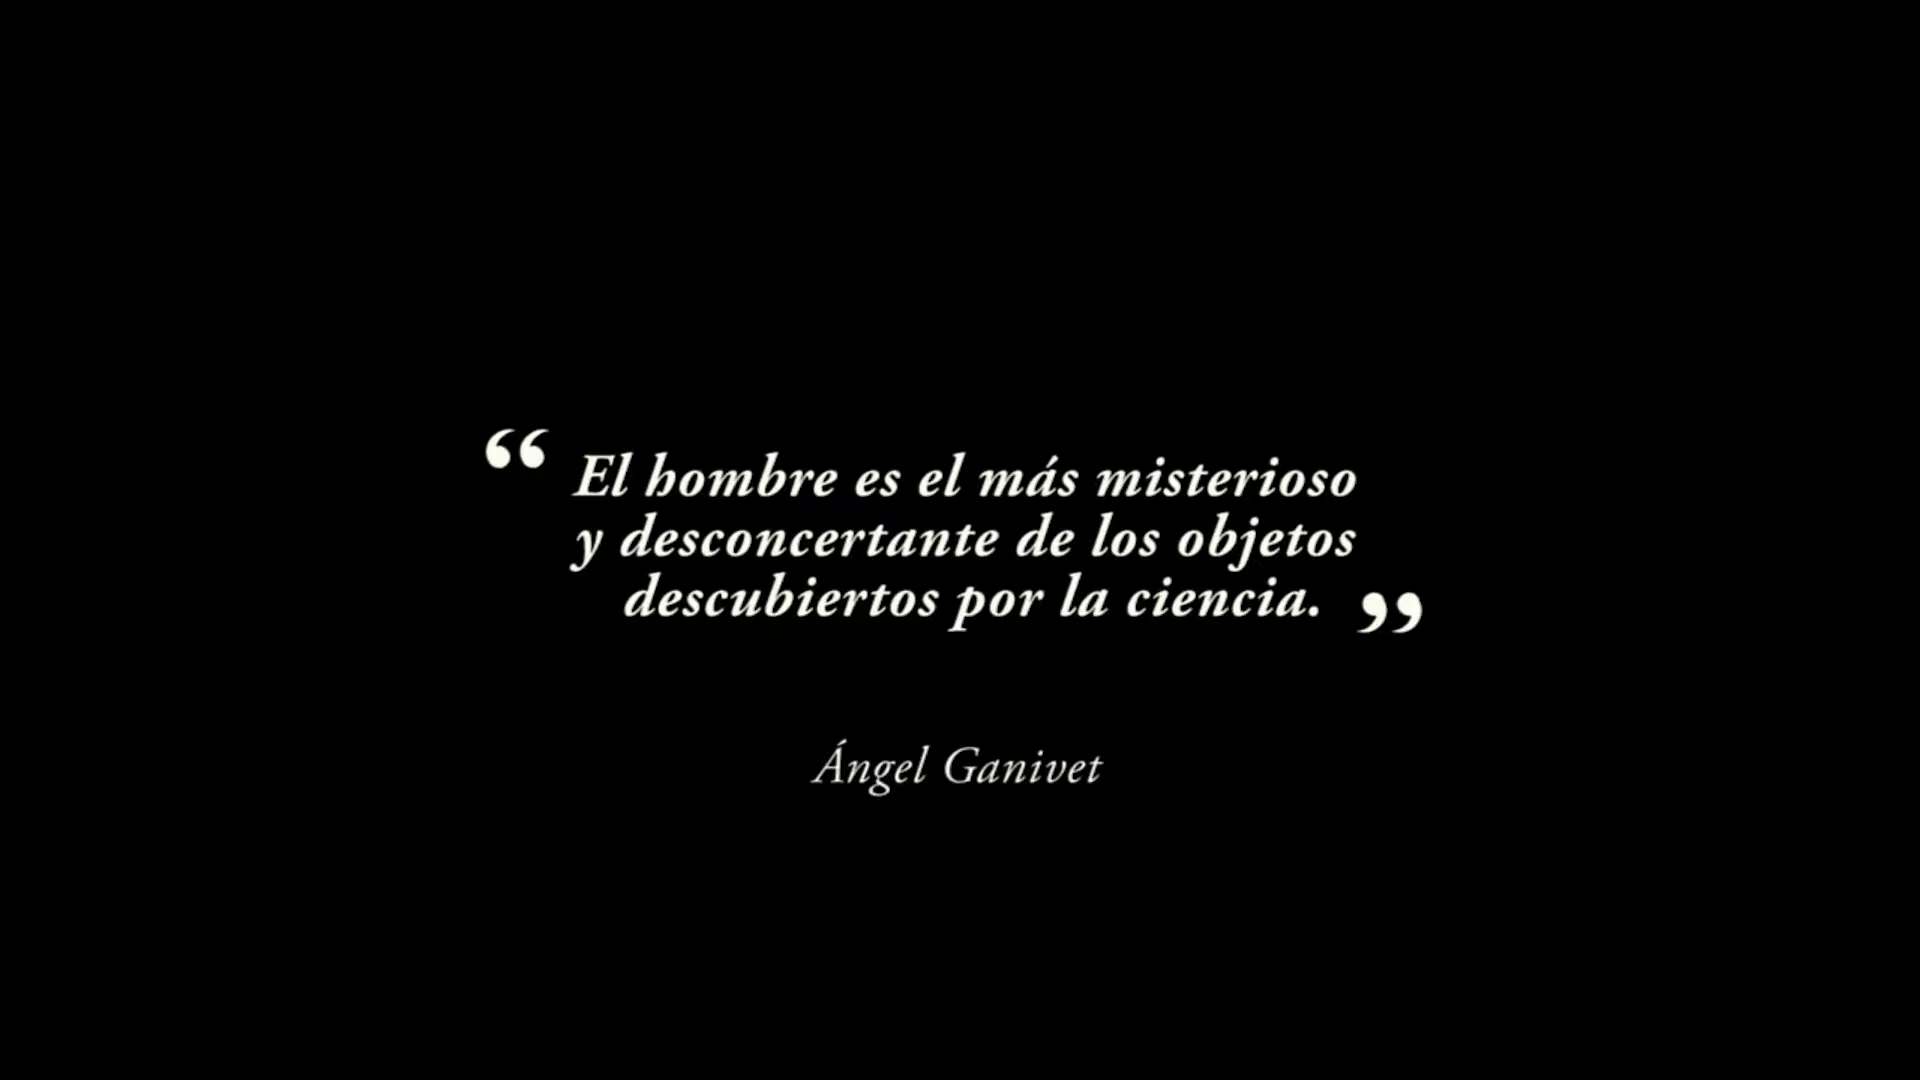 “ El hombre es el más misterioso
y desconcertante de los objetos
descubiertos por la ciencia. ”
Ángel Ganivet